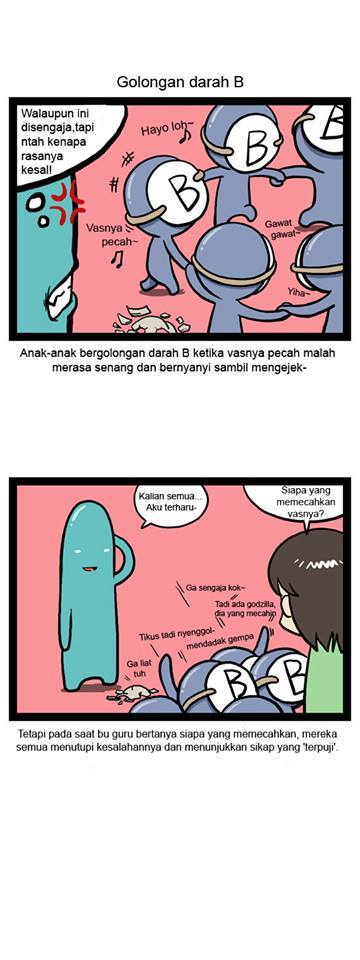 Golongan darah B
Walaupun ini
disengaja,tapi
ntah kenapa
rasanya
kesal!
Hayo loh~
B
B
B
Vasnya
pecah~
Gawat
gawat~
Yiha~
Anak-anak bergolongan darah B ketika vasnya pecah malah
merasa senang dan bernyanyi sambil mengejek-
Kalian semua...
Aku terharu-
Siapa yang
memecahkan
vasnya?
Ga sengaja kok~
Tadi ada godzilla,
dia yang mecahin
Tikus tadi nyenggol-
mendadak gempa
Ga liat
tuh
B
B
Tetapi pada saat bu guru bertanya siapa yang memecahkan, mereka
semua menutupi kesalahannya dan menunjukkan sikap yang 'terpuji'.